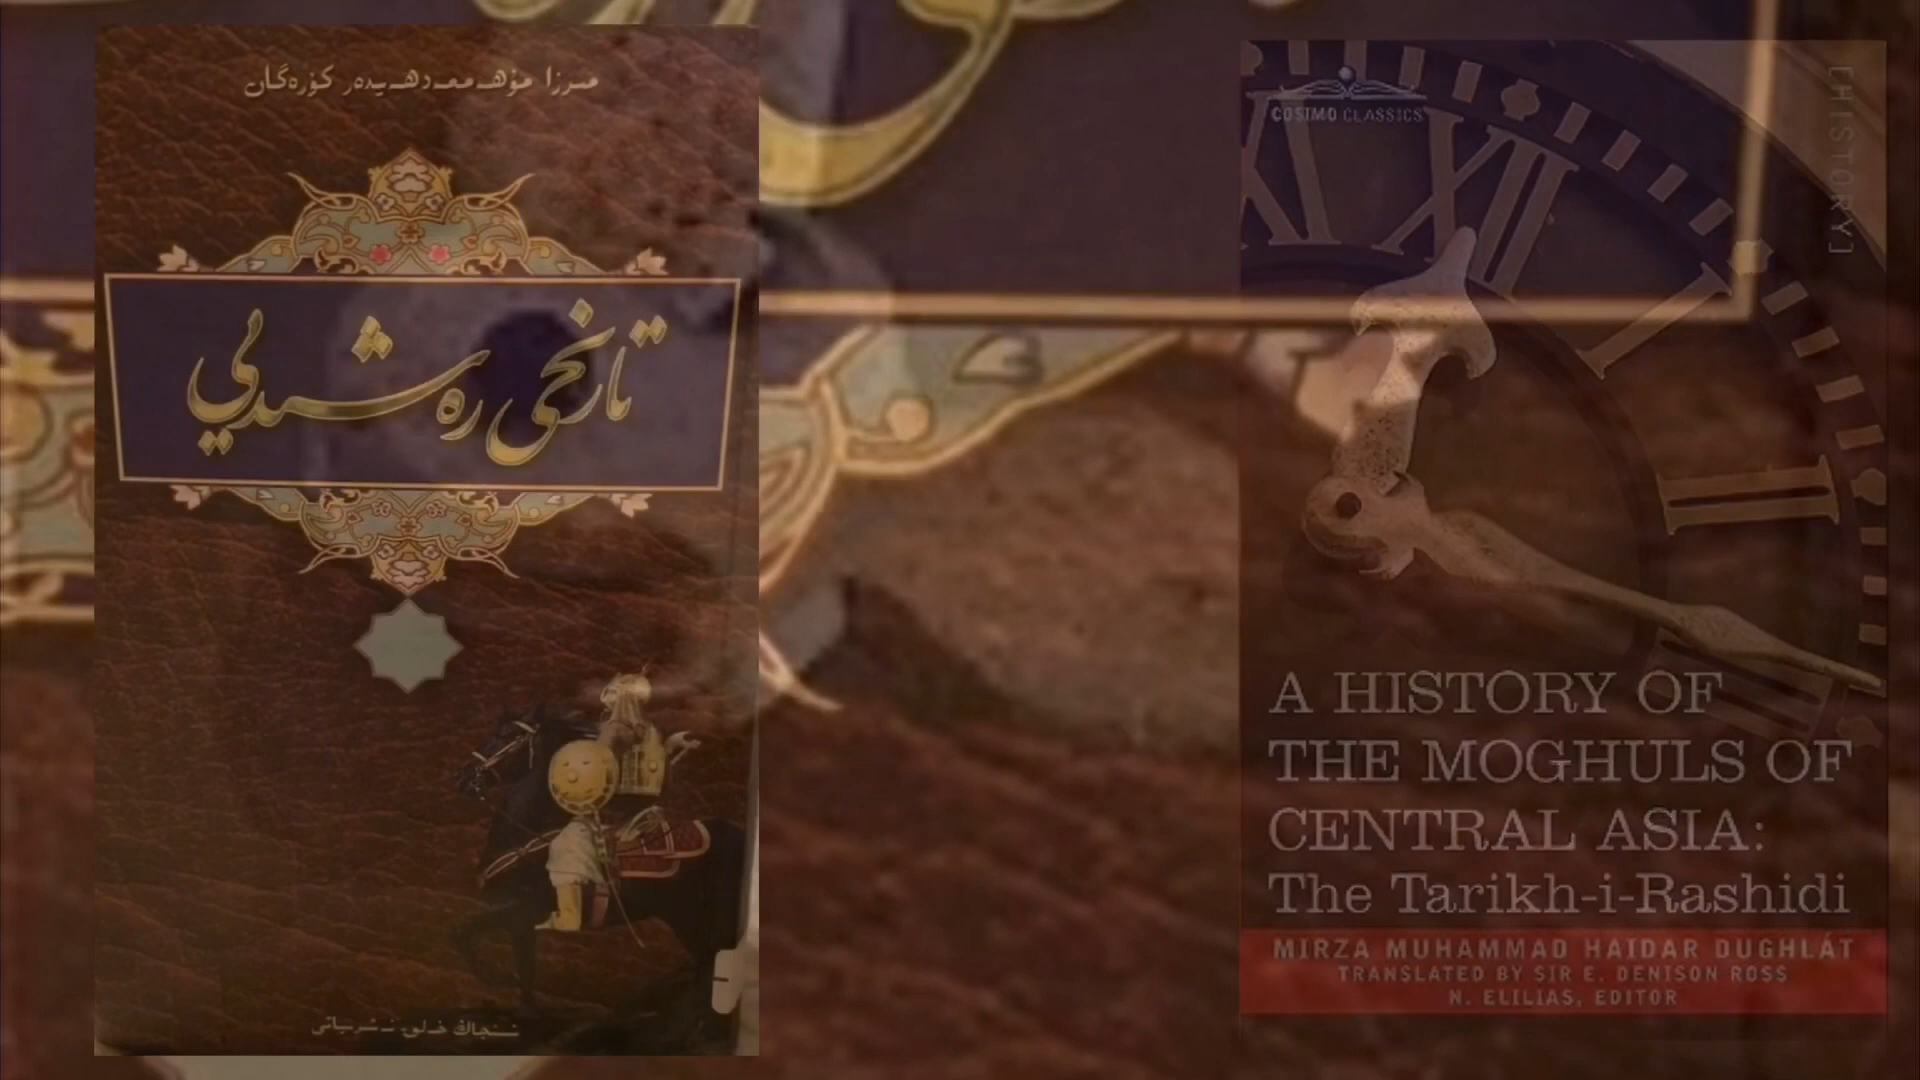 مىرزا مۇھەممەد ھەيدەر كۆرەگان
تارىخى رەشىدىي
شىنجاڭ خەلق نەشرىياتى
COSIMO CLASSICS
[HISTORY]
A HISTORY OF
THE MOGHULS OF
CENTRAL ASIA:
The Tarikh-i-Rashidi
MIRZA MUHAMMAD HAIDAR DUGHLÁT
TRANSLATED BY SIR E. DENISON ROSS
N. ELILIAS, EDITOR